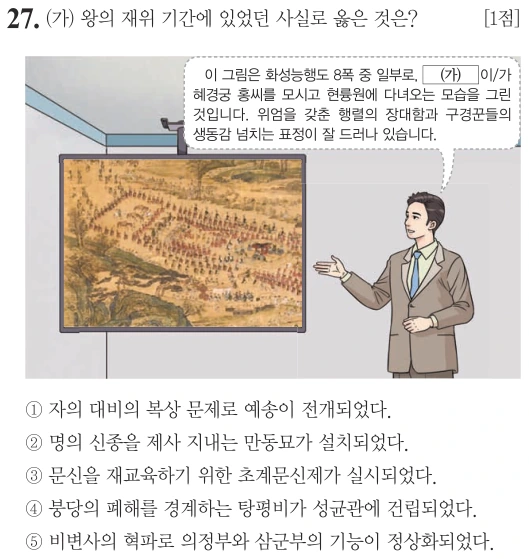 27. (가) 왕의 재위 기간에 있었던 사실로 옳은 것은? [1점]
이 그림은 화성능행도 8폭 중 일부로, (가) 이/가
혜경궁 홍씨를 모시고 현륭원에 다녀오는 모습을 그린
것입니다. 위엄을 갖춘 행렬의 장대함과 구경꾼들의
생동감 넘치는 표정이 잘 드러나 있습니다.
① 자의 대비의 복상 문제로 예송이 전개되었다.
② 명의 신종을 제사 지내는 만동묘가 설치되었다.
③ 문신을 재교육하기 위한 초계문신제가 실시되었다.
④ 붕당의 폐해를 경계하는 탕평비가 성균관에 건립되었다.
⑤ 비변사의 혁파로 의정부와 삼군부의 기능이 정상화되었다.